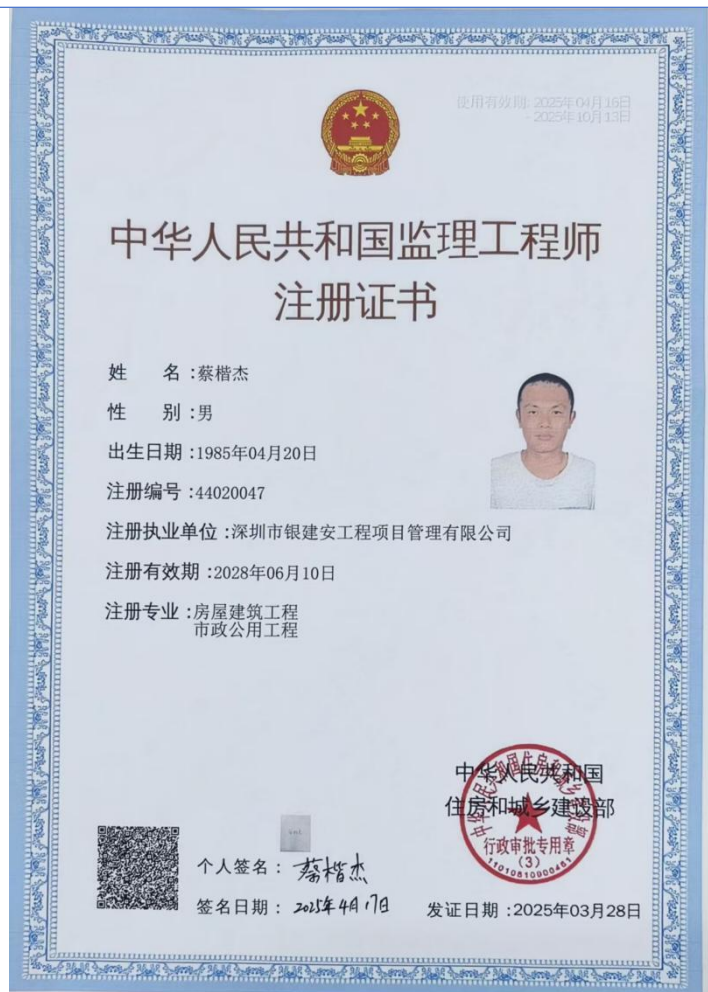 使用有效期: 2025年04月16日
- 2025年10月13日
中华人民共和国监理工程师
注册证书
姓 名:蔡楷杰
性 别:男
出生日期:1985年04月20日
注册编号:44020047
注册执业单位:深圳市银建安工程项目管理有限公司
注册有效期:2028年06月10日
注册专业:房屋建筑工程
市政公用工程
中华人民共和国
住房和城乡建设部
行政审批专用章
(3)
个人签名: 蔡楷杰
签名日期: 2025年4月17日
发证日期:2025年03月28日